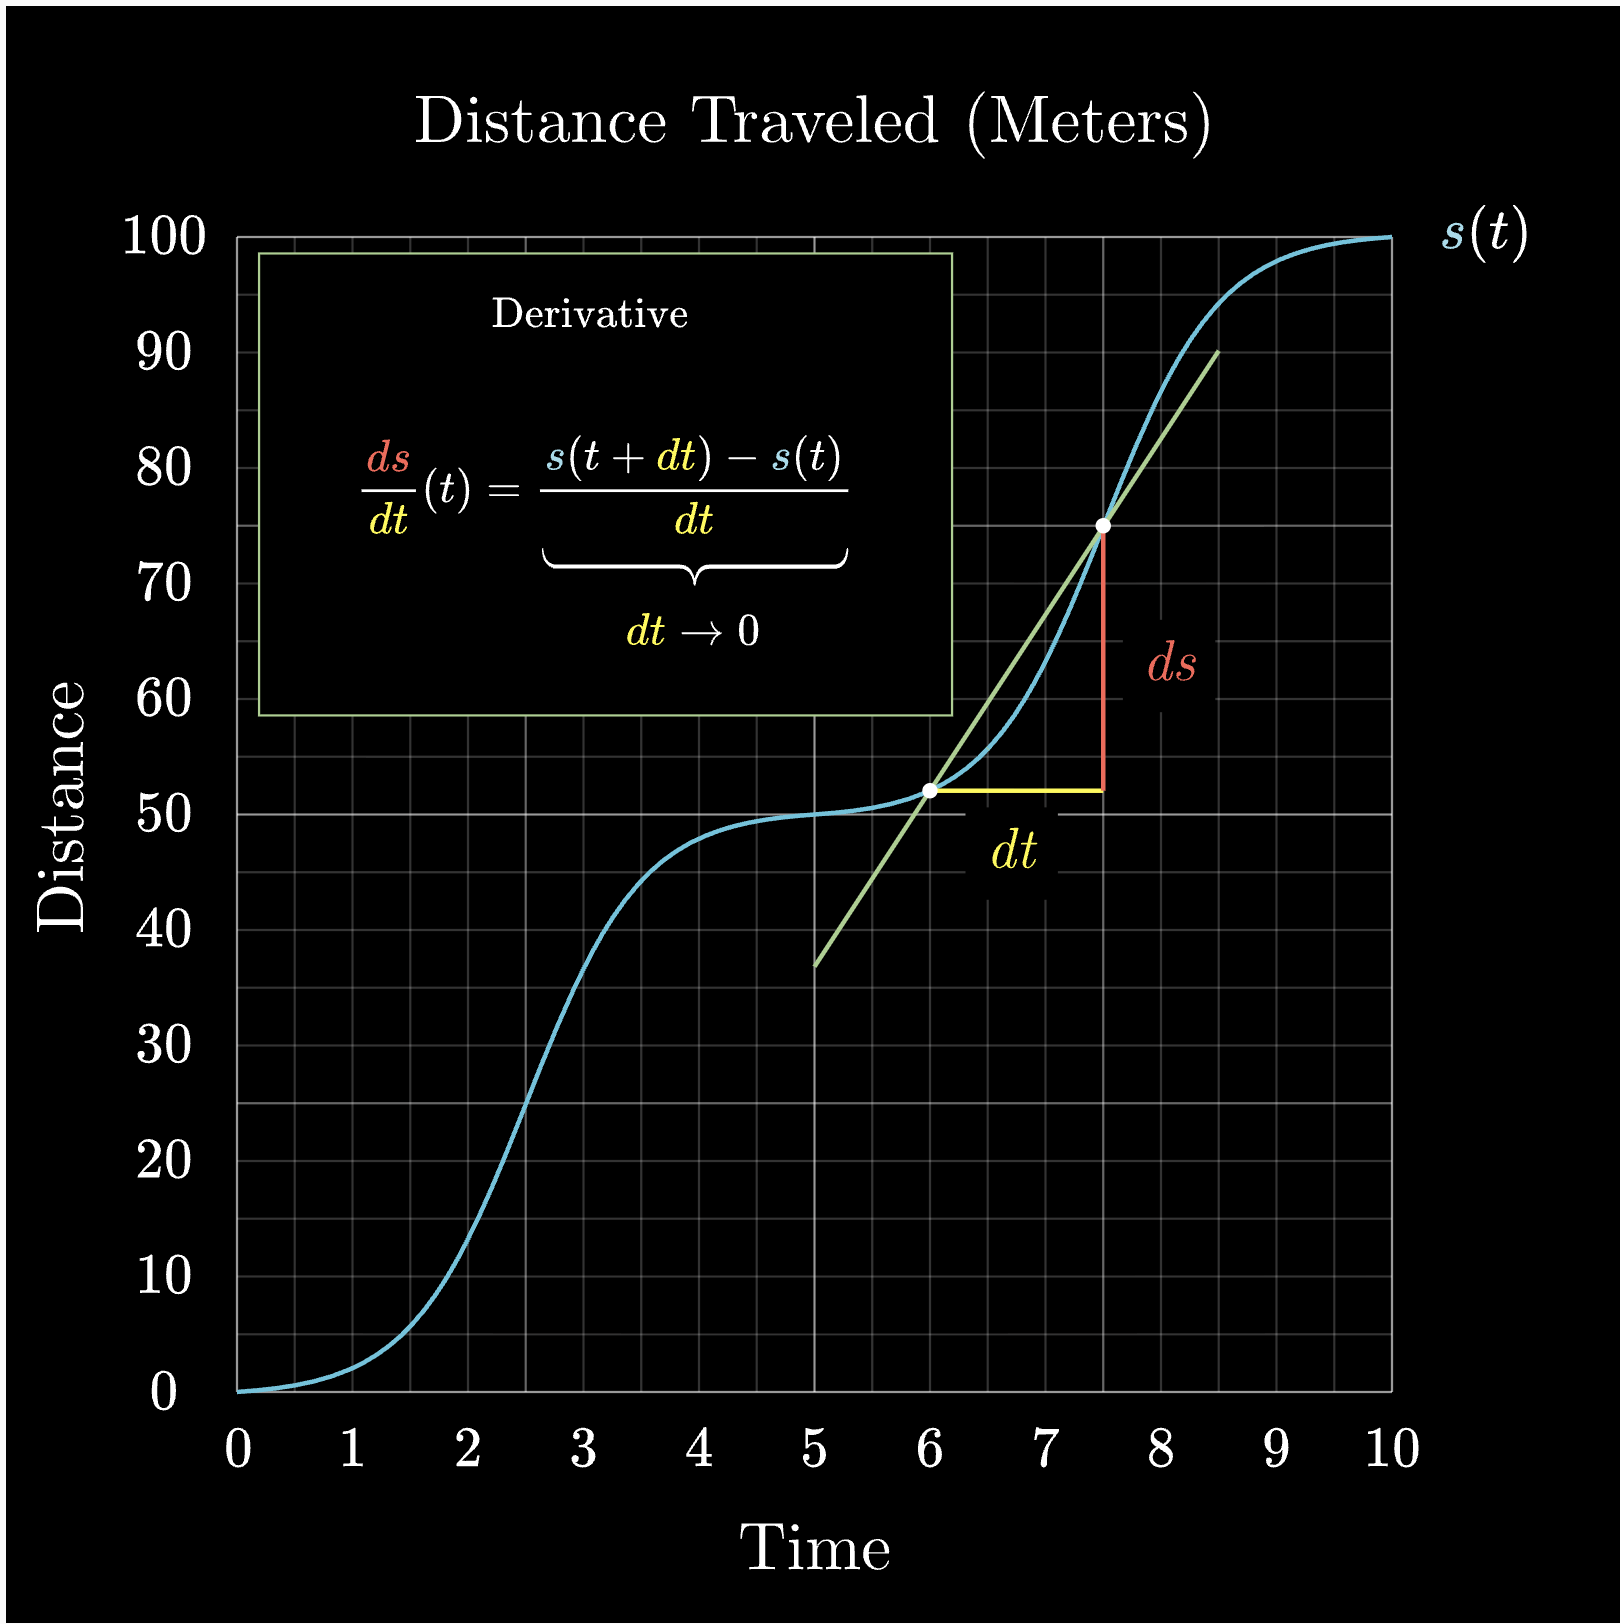 Distance Traveled (Meters)
s(t)
Derivative
ds/dt (t) = s(t + dt) − s(t) / dt
dt → 0
100
90
80
70
60
50
40
30
20
10
0
Distance
ds
dt
0 1 2 3 4 5 6 7 8 9 10
Time